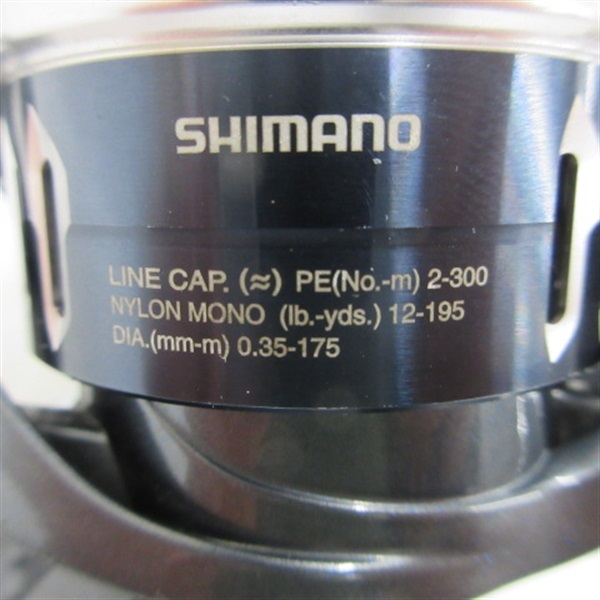 SHIMANO
LINE CAP. (≈) PE(No.-m) 2-300
NYLON MONO (lb.-yds.) 12-195
DIA.(mm-m) 0.35-175